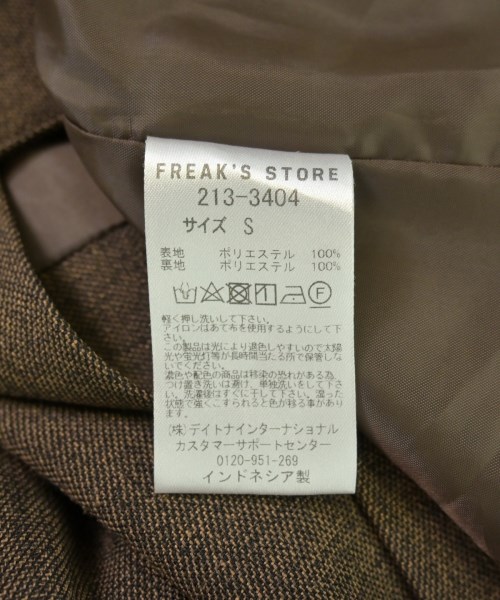 FREAK'S STORE
213-3404
サイズ S
表地 ポリエステル 100%
裏地 ポリエステル 100%
F
軽く押し洗いして下さい。
アイロンはあて布を使用するようにして下
さい。
この製品は光により退色しやすいので太陽
光や蛍光灯等が長時間当たる所で保管しな
いでください。
濃色や配色の商品は移染の恐れがある為、
つけ置き洗いは避け、単独洗いをして下さ
い。洗濯後はすぐに干して下さい。湿った
状態で強くこすられると色が移る事があり
ます。
(株)デイトナインターナショナル
カスタマーサポートセンター
0120-951-269
インドネシア製